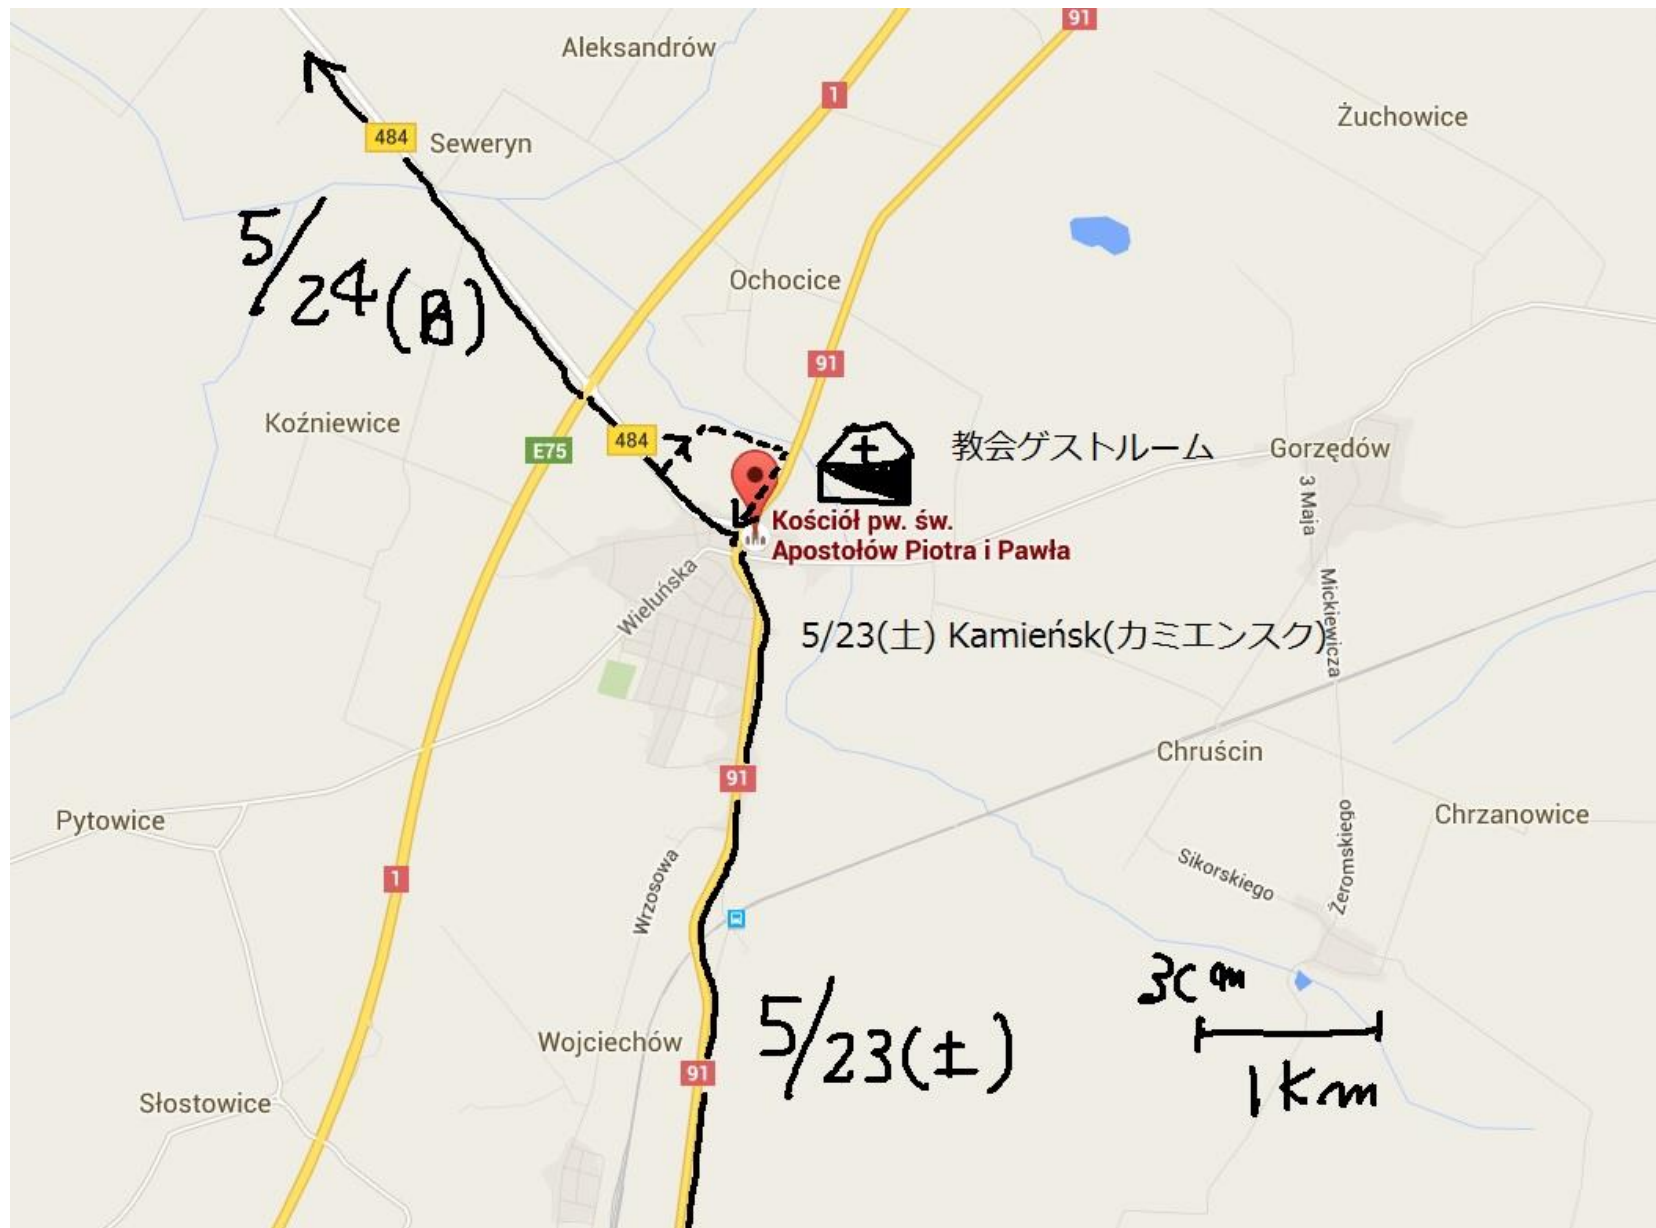 91
Aleksandrów
1
Żuchowice
484
Seweryn
5/24(日)
Ochocice
91
Koźniewice
484
E75
教会ゲストルーム
Gorzędów
3 Maja
Kościół pw. św.
Apostołów Piotra i Pawła
Wieluńska
Mickiewicza
5/23(土) Kamieńsk(カミエンスク)
Chruścin
91
Pytowice
Chrzanowice
Żeromskiego
Sikorskiego
1
Wrzosowa
3cm
5/23(土)
Wojciechów
91
1Km
Słostowice